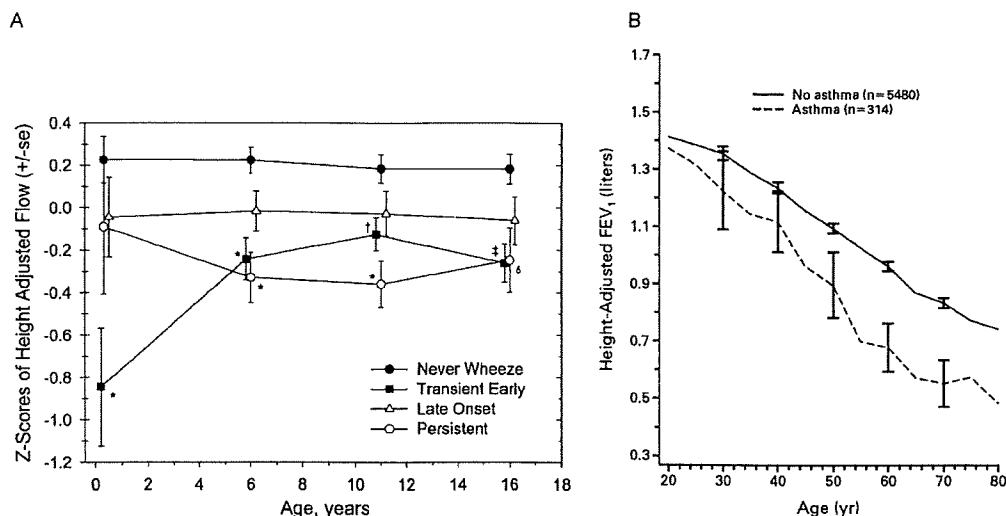 A
Z-Scores of Height Adjusted Flow (+/-se)
0.4
0.2
0.0
-0.2
-0.4
-0.6
-0.8
-1.0
-1.2
*
*
*
†
*
‡
δ
Never Wheeze
Transient Early
Late Onset
Persistent
0 2 4 6 8 10 12 14 16 18
Age, years
B
Height-Adjusted FEV₁ (liters)
1.7
1.5
1.3
1.1
0.9
0.7
0.5
0.3
No asthma (n=5480)
Asthma (n=314)
20 30 40 50 60 70 80
Age (yr)